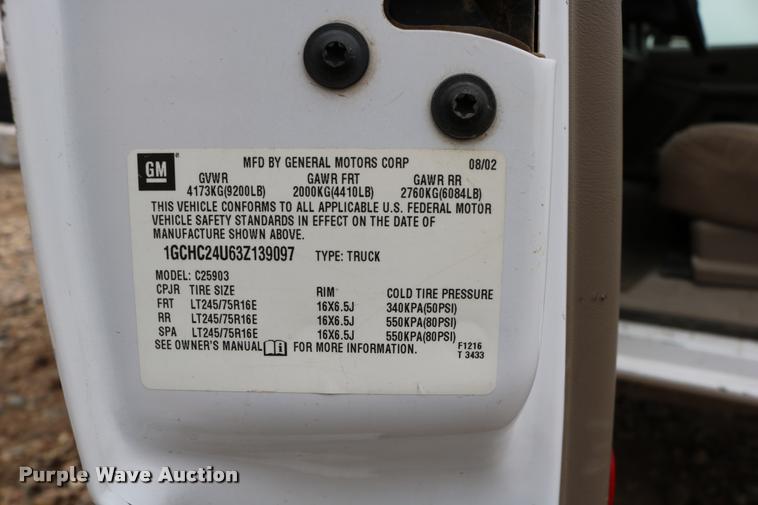 GM
MFD BY GENERAL MOTORS CORP 08/02
GVWR GAWR FRT GAWR RR
4173KG(9200LB) 2000KG(4410LB) 2760KG(6084LB)
THIS VEHICLE CONFORMS TO ALL APPLICABLE U.S. FEDERAL MOTOR
VEHICLE SAFETY STANDARDS IN EFFECT ON THE DATE OF
MANUFACTURE SHOWN ABOVE.
1GCHC24U63Z139097 TYPE: TRUCK
MODEL: C25903
CPJR TIRE SIZE RIM COLD TIRE PRESSURE
FRT LT245/75R16E 16X6.5J 340KPA(50PSI)
RR LT245/75R16E 16X6.5J 550KPA(80PSI)
SPA LT245/75R16E 16X6.5J 550KPA(80PSI)
SEE OWNER'S MANUAL FOR MORE INFORMATION. F1216
T 3433
Purple Wave Auction